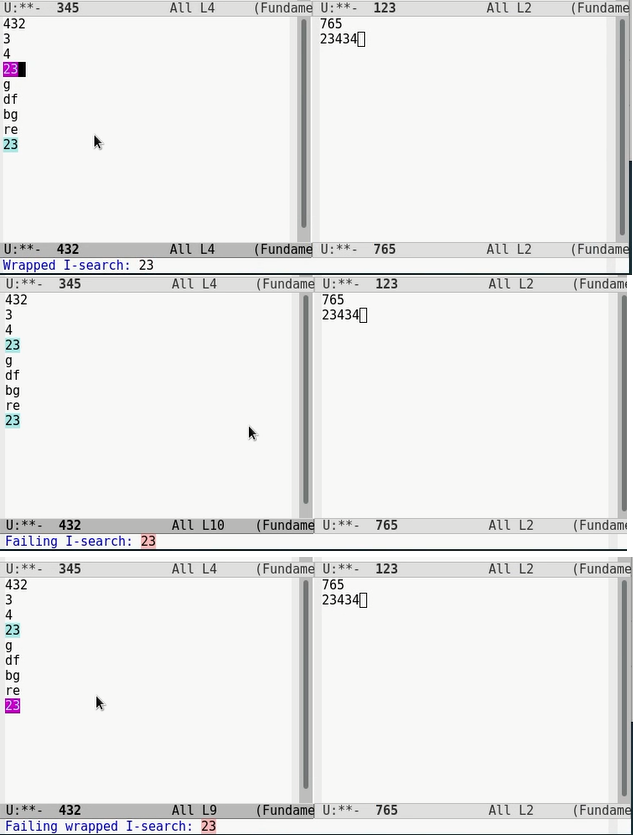 U:**-  345            All L4     (Fundame
U:**-  123            All L2     (Fundame
432
3
4
23
g
df
bg
re
23
765
23434
U:**-  432            All L4     (Fundame
U:**-  765            All L2     (Fundame
Wrapped I-search: 23
U:**-  345            All L4     (Fundame
U:**-  123            All L2     (Fundame
432
3
4
23
g
df
bg
re
23
765
23434
U:**-  432            All L10    (Fundame
U:**-  765            All L2     (Fundame
Failing I-search: 23
U:**-  345            All L4     (Fundame
U:**-  123            All L2     (Fundame
432
3
4
23
g
df
bg
re
23
765
23434
U:**-  432            All L9     (Fundame
U:**-  765            All L2     (Fundame
Failing wrapped I-search: 23